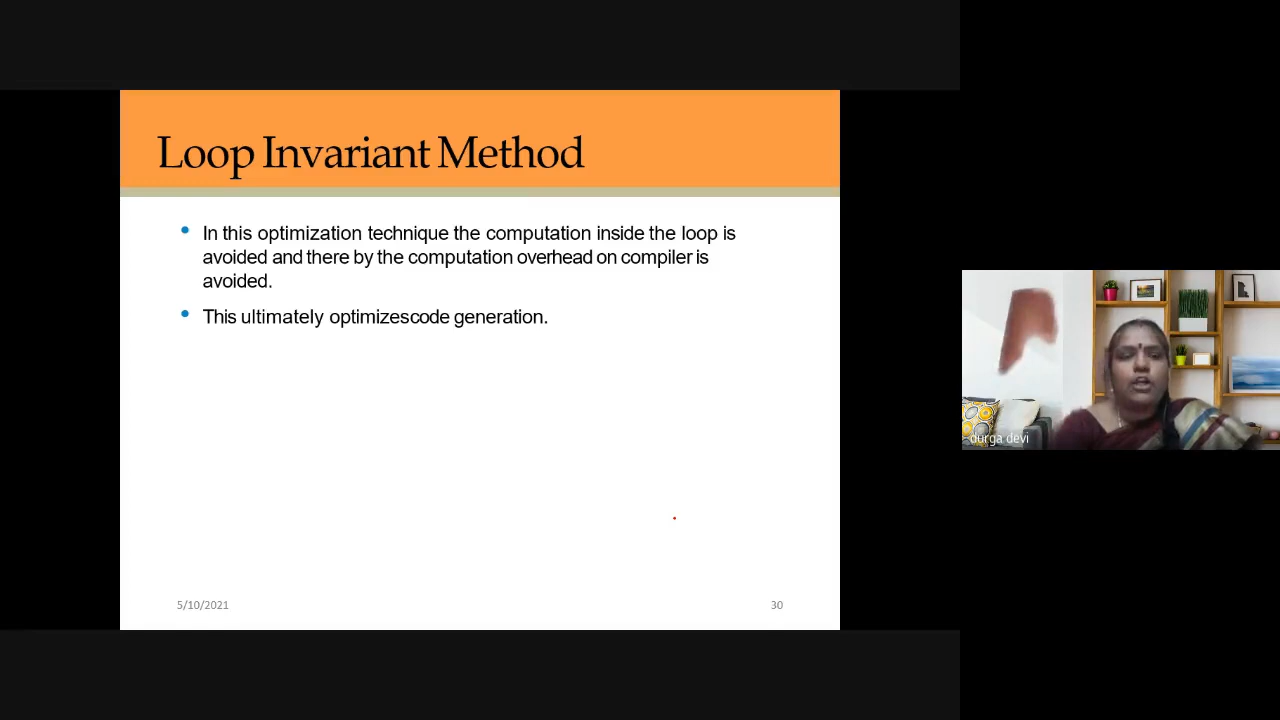 Loop Invariant Method
In this optimization technique the computation inside the loop is
avoided and there by the computation overhead on compiler is
avoided.
This ultimately optimizescode generation.
5/10/2021
30
durga devi